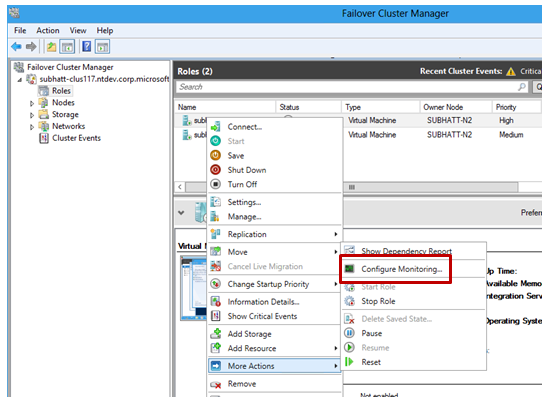 Failover Cluster Manager
File Action View Help
Failover Cluster Manager
subhatt-clus117.ntdev.corp.microsoft
Roles
Nodes
Storage
Networks
Cluster Events
Roles (2)
Recent Cluster Events: Critica
Search
Name Status Type Owner Node Priority
Virtual Machine SUBHATT-N2 High
Virtual Machine SUBHATT-N2 Medium
Connect...
Start
Save
Shut Down
Turn Off
Settings...
Manage...
Replication
Move
Cancel Live Migration
Change Startup Priority
Information Details...
Show Critical Events
Add Storage
Add Resource
More Actions
Remove
Prefer
Virtual M
Show Dependency Report
Configure Monitoring...
Start Role
Stop Role
Delete Saved State...
Pause
Resume
Reset
Up Time:
Available Memo
Integration Serv
Operating System
Not enabled